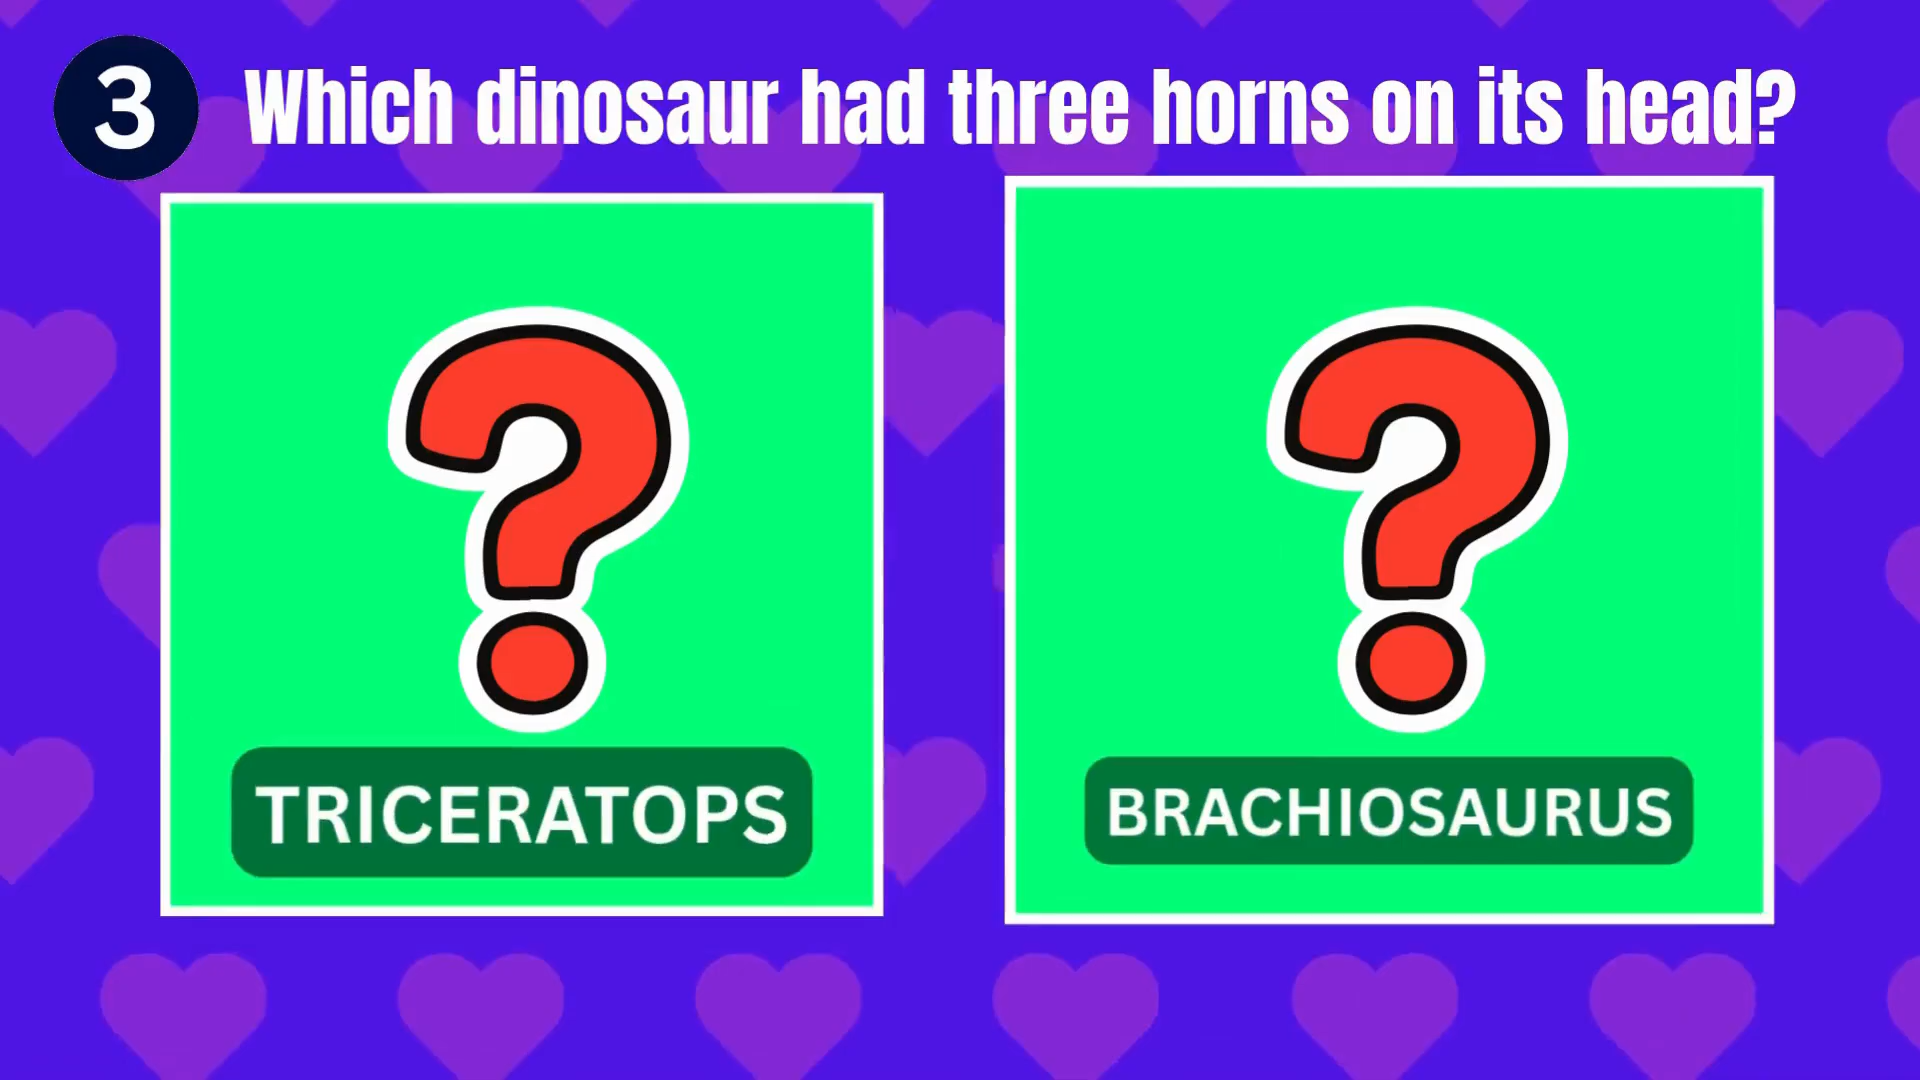 3 Which dinosaur had three horns on its head?
?
?
TRICERATOPS
BRACHIOSAURUS